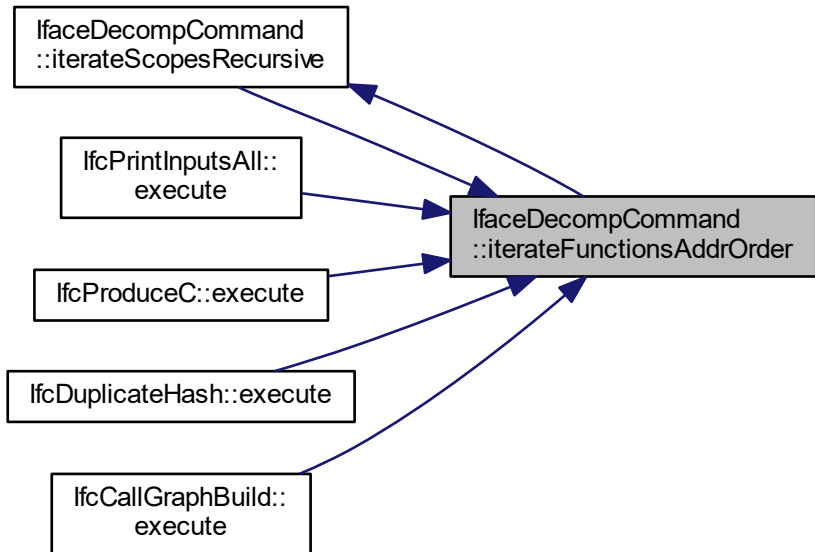 IfaceDecompCommand
::iterateScopesRecursive
IfcPrintInputsAll::
execute
IfaceDecompCommand
::iterateFunctionsAddrOrder
IfcProduceC::execute
IfcDuplicateHash::execute
IfcCallGraphBuild::
execute